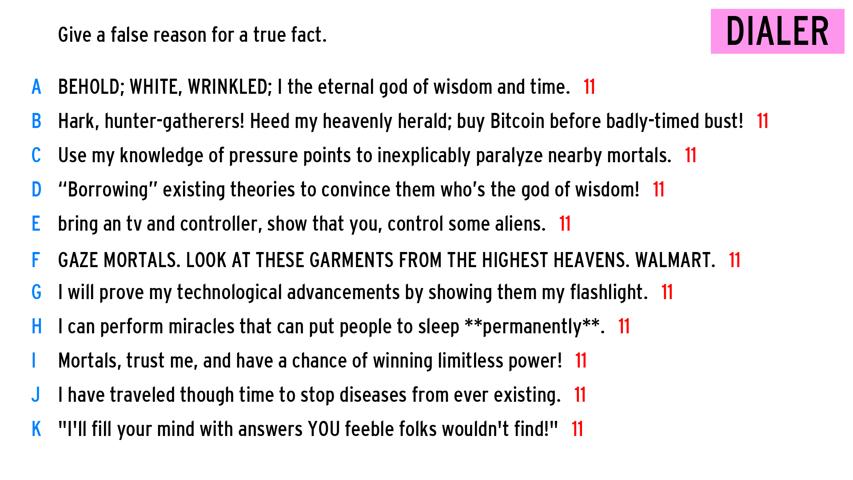 Give a false reason for a true fact.
DIALER
A BEHOLD; WHITE, WRINKLED; I the eternal god of wisdom and time. 11
B Hark, hunter-gatherers! Heed my heavenly herald; buy Bitcoin before badly-timed bust! 11
C Use my knowledge of pressure points to inexplicably paralyze nearby mortals. 11
D “Borrowing” existing theories to convince them who’s the god of wisdom! 11
E bring an tv and controller, show that you, control some aliens. 11
F GAZE MORTALS. LOOK AT THESE GARMENTS FROM THE HIGHEST HEAVENS. WALMART. 11
G I will prove my technological advancements by showing them my flashlight. 11
H I can perform miracles that can put people to sleep **permanently**. 11
I Mortals, trust me, and have a chance of winning limitless power! 11
J I have traveled though time to stop diseases from ever existing. 11
K "I'll fill your mind with answers YOU feeble folks wouldn't find!" 11